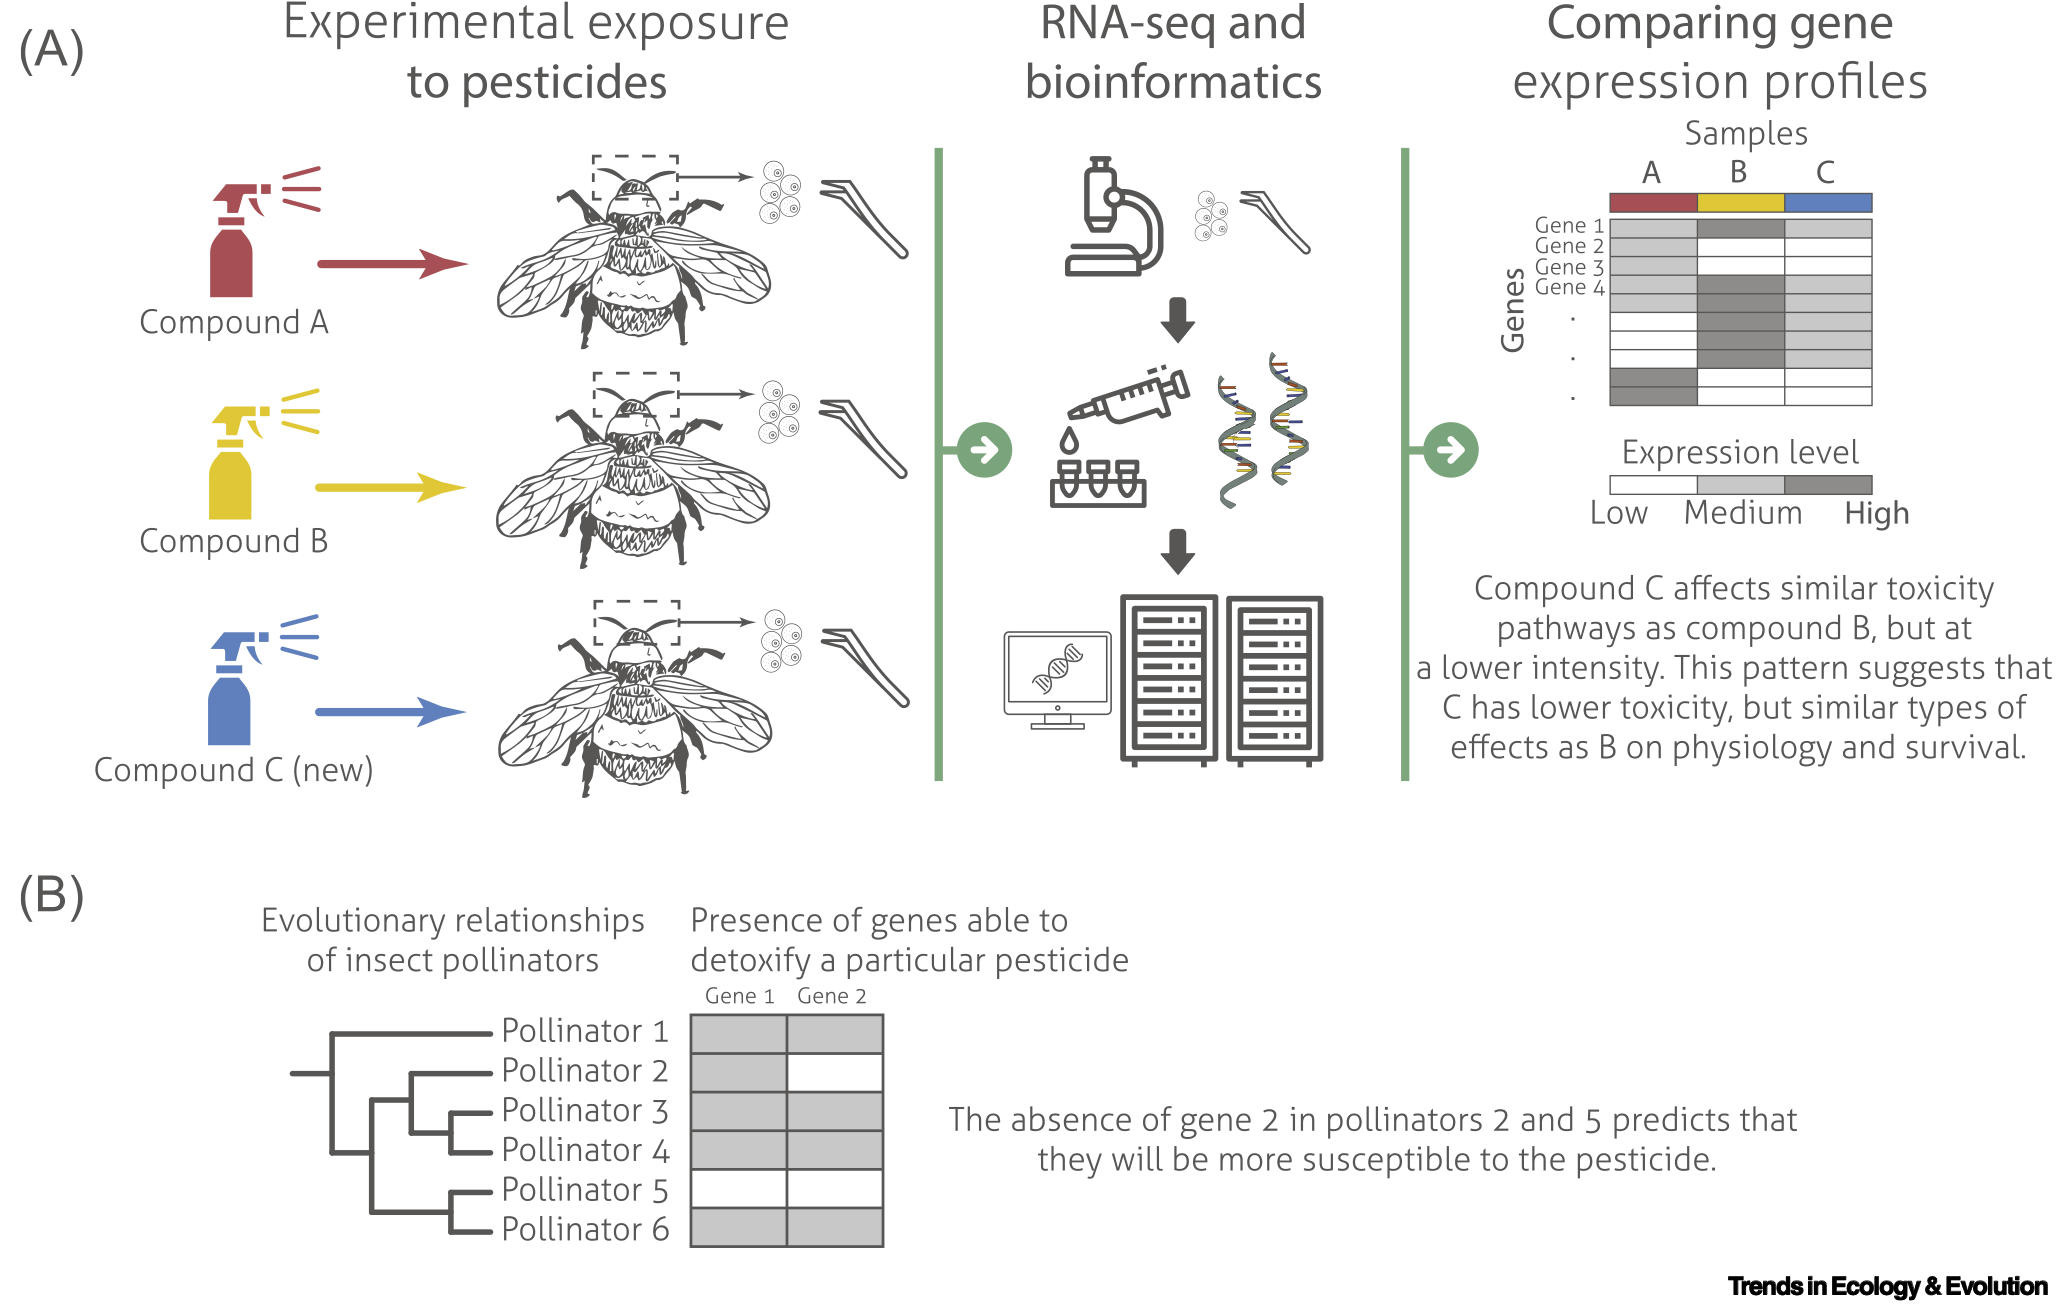 (A)
Experimental exposure
to pesticides
Compound A
Compound B
Compound C (new)
RNA-seq and
bioinformatics
Comparing gene
expression profiles
Samples
A B C
Genes
Gene 1
Gene 2
Gene 3
Gene 4
.
.
.
Expression level
Low Medium High
Compound C affects similar toxicity
pathways as compound B, but at
a lower intensity. This pattern suggests that
C has lower toxicity, but similar types of
effects as B on physiology and survival.
(B)
Evolutionary relationships
of insect pollinators
Presence of genes able to
detoxify a particular pesticide
Gene 1 Gene 2
Pollinator 1
Pollinator 2
Pollinator 3
Pollinator 4
Pollinator 5
Pollinator 6
The absence of gene 2 in pollinators 2 and 5 predicts that
they will be more susceptible to the pesticide.
Trends in Ecology & Evolution